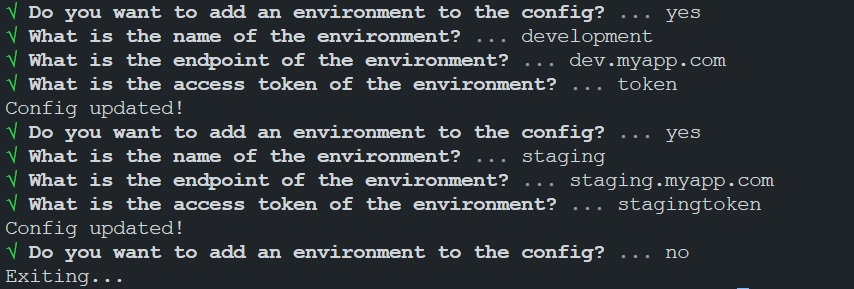 √ Do you want to add an environment to the config? ... yes
√ What is the name of the environment? ... development
√ What is the endpoint of the environment? ... dev.myapp.com
√ What is the access token of the environment? ... token
Config updated!
√ Do you want to add an environment to the config? ... yes
√ What is the name of the environment? ... staging
√ What is the endpoint of the environment? ... staging.myapp.com
√ What is the access token of the environment? ... stagingtoken
Config updated!
√ Do you want to add an environment to the config? ... no
Exiting...